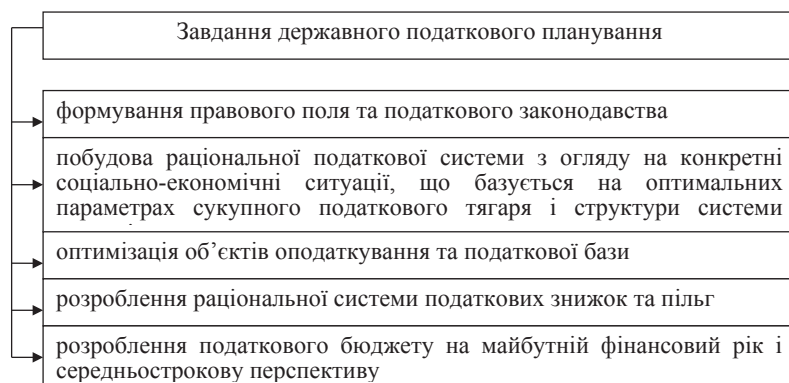 Завдання державного податкового планування
формування правового поля та податкового законодавства
побудова раціональної податкової системи з огляду на конкретні
соціально-економічні ситуації, що базується на оптимальних
параметрах сукупного податкового тягаря і структури системи
оптимізація об’єктів оподаткування та податкової бази
розроблення раціональної системи податкових знижок та пільг
розроблення податкового бюджету на майбутній фінансовий рік і
середньострокову перспективу